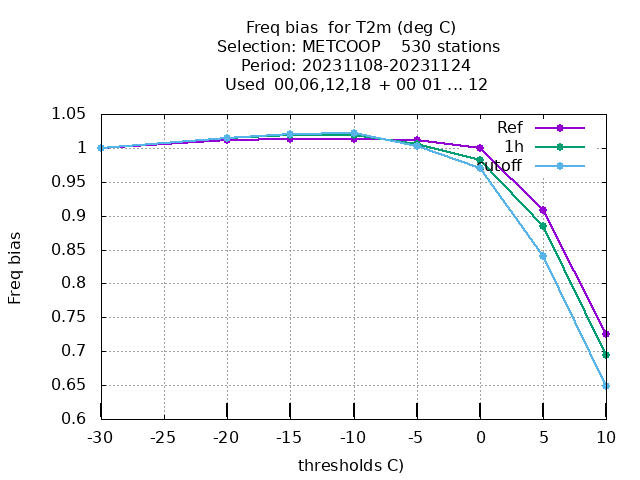 Freq bias  for T2m (deg C)
Selection: METCOOP    530 stations
Period: 20231108-20231124
Used  00,06,12,18  + 00 01 ... 12
Ref
1h
cutoff
1.05
1
0.95
0.9
0.85
0.8
0.75
0.7
0.65
0.6
Freq bias
-30
-25
-20
-15
-10
-5
0
5
10
thresholds C)